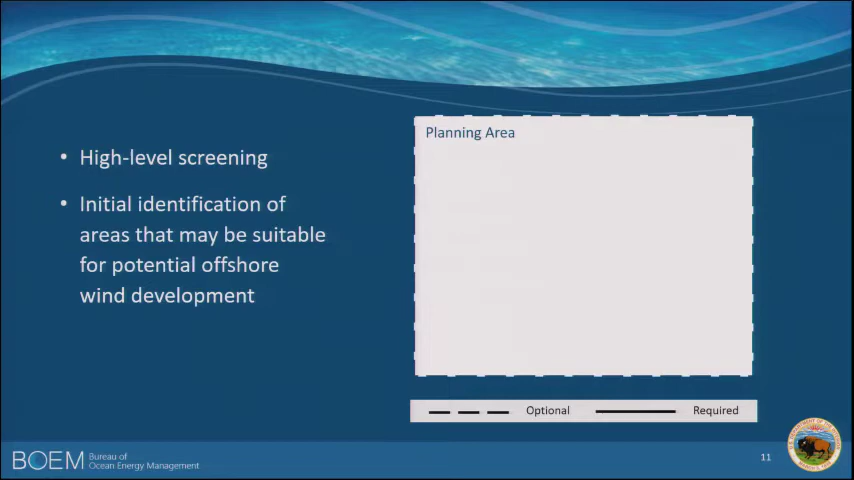 • High-level screening
• Initial identification of
areas that may be suitable
for potential offshore
wind development
Planning Area
Optional
Required
BOEM
Bureau of
Ocean Energy Management
11